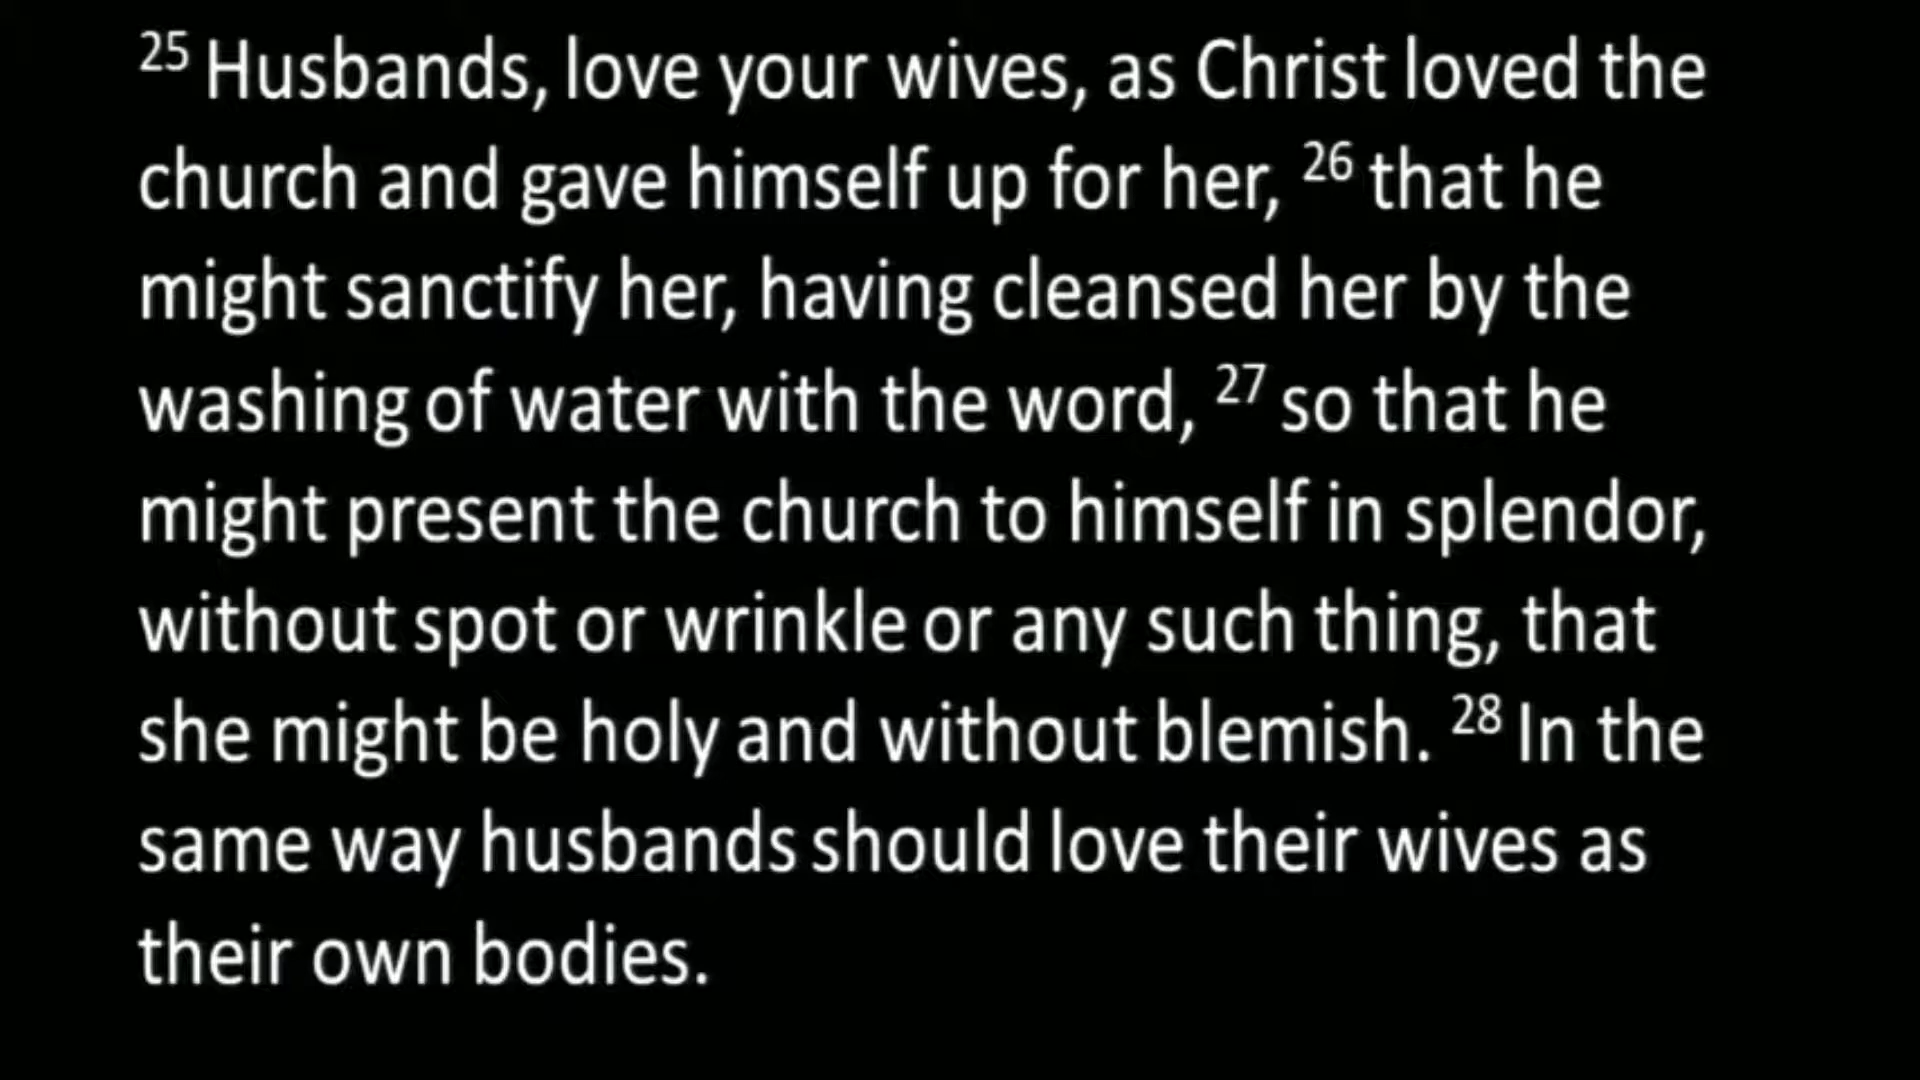 25 Husbands, love your wives, as Christ loved the
church and gave himself up for her, 26 that he
might sanctify her, having cleansed her by the
washing of water with the word, 27 so that he
might present the church to himself in splendor,
without spot or wrinkle or any such thing, that
she might be holy and without blemish. 28 In the
same way husbands should love their wives as
their own bodies.